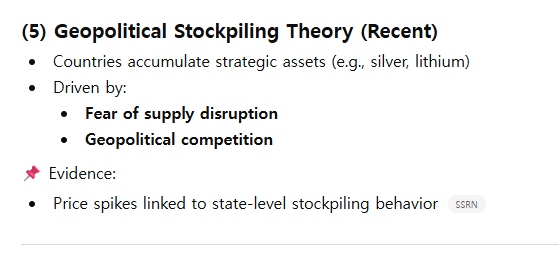 (5) Geopolitical Stockpiling Theory (Recent)
• Countries accumulate strategic assets (e.g., silver, lithium)
• Driven by:
• Fear of supply disruption
• Geopolitical competition
📌 Evidence:
• Price spikes linked to state-level stockpiling behavior SSRN